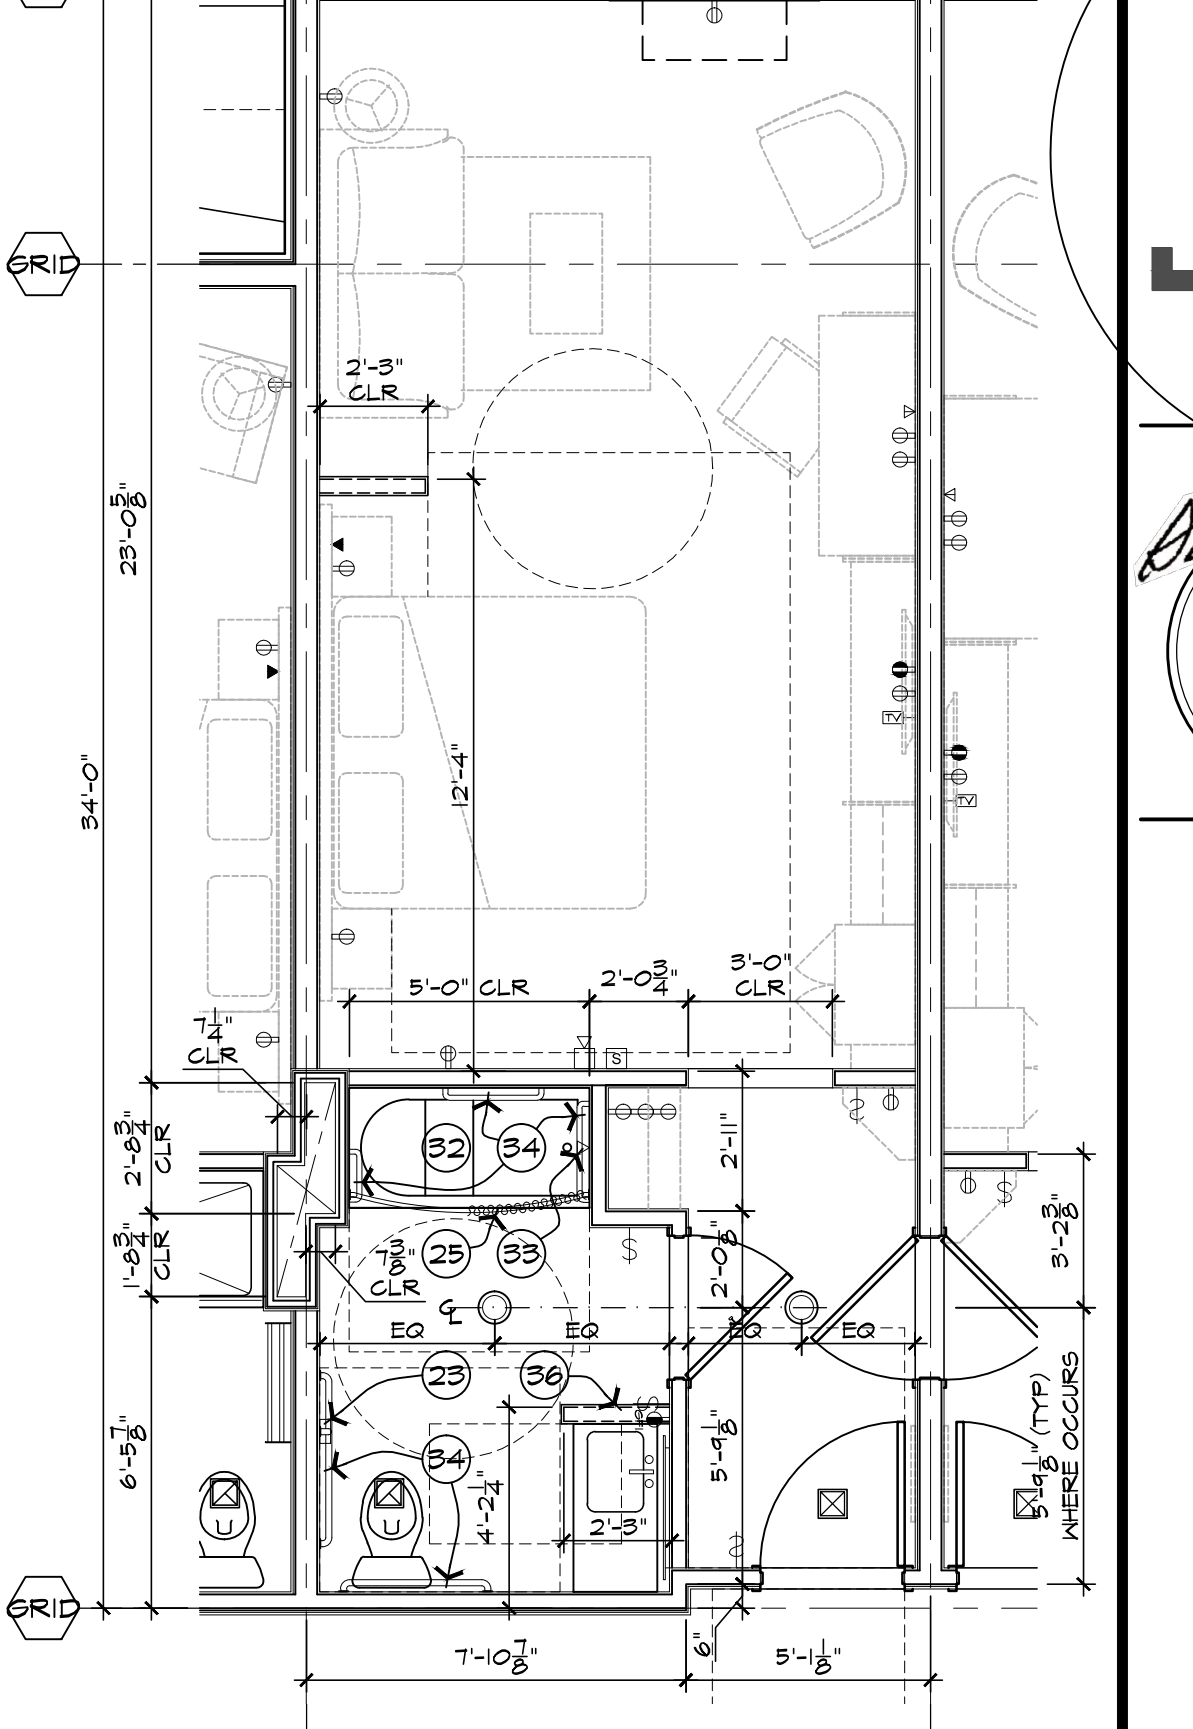 GRID
2'-3"
CLR
23'-0 5/8"
34'-0"
12'-4"
TV
TV
5'-0" CLR
2'-0 3/4"
3'-0"
CLR
7 1/4"
CLR
S
2'-8 3/4"
CLR
32
34
2'-11"
1'-8 3/4"
CLR
25
33
7 3/8"
CLR
2'-0 1/8"
3'-2 3/8"
CL
EQ
EQ
EQ
EQ
23
36
6'-5 7/8"
34
4'-2 1/4"
2'-3"
5'-9 1/8"
5'-9 1/8" (TYP)
WHERE OCCURS
GRID
7'-10 7/8"
6"
5'-1 1/8"